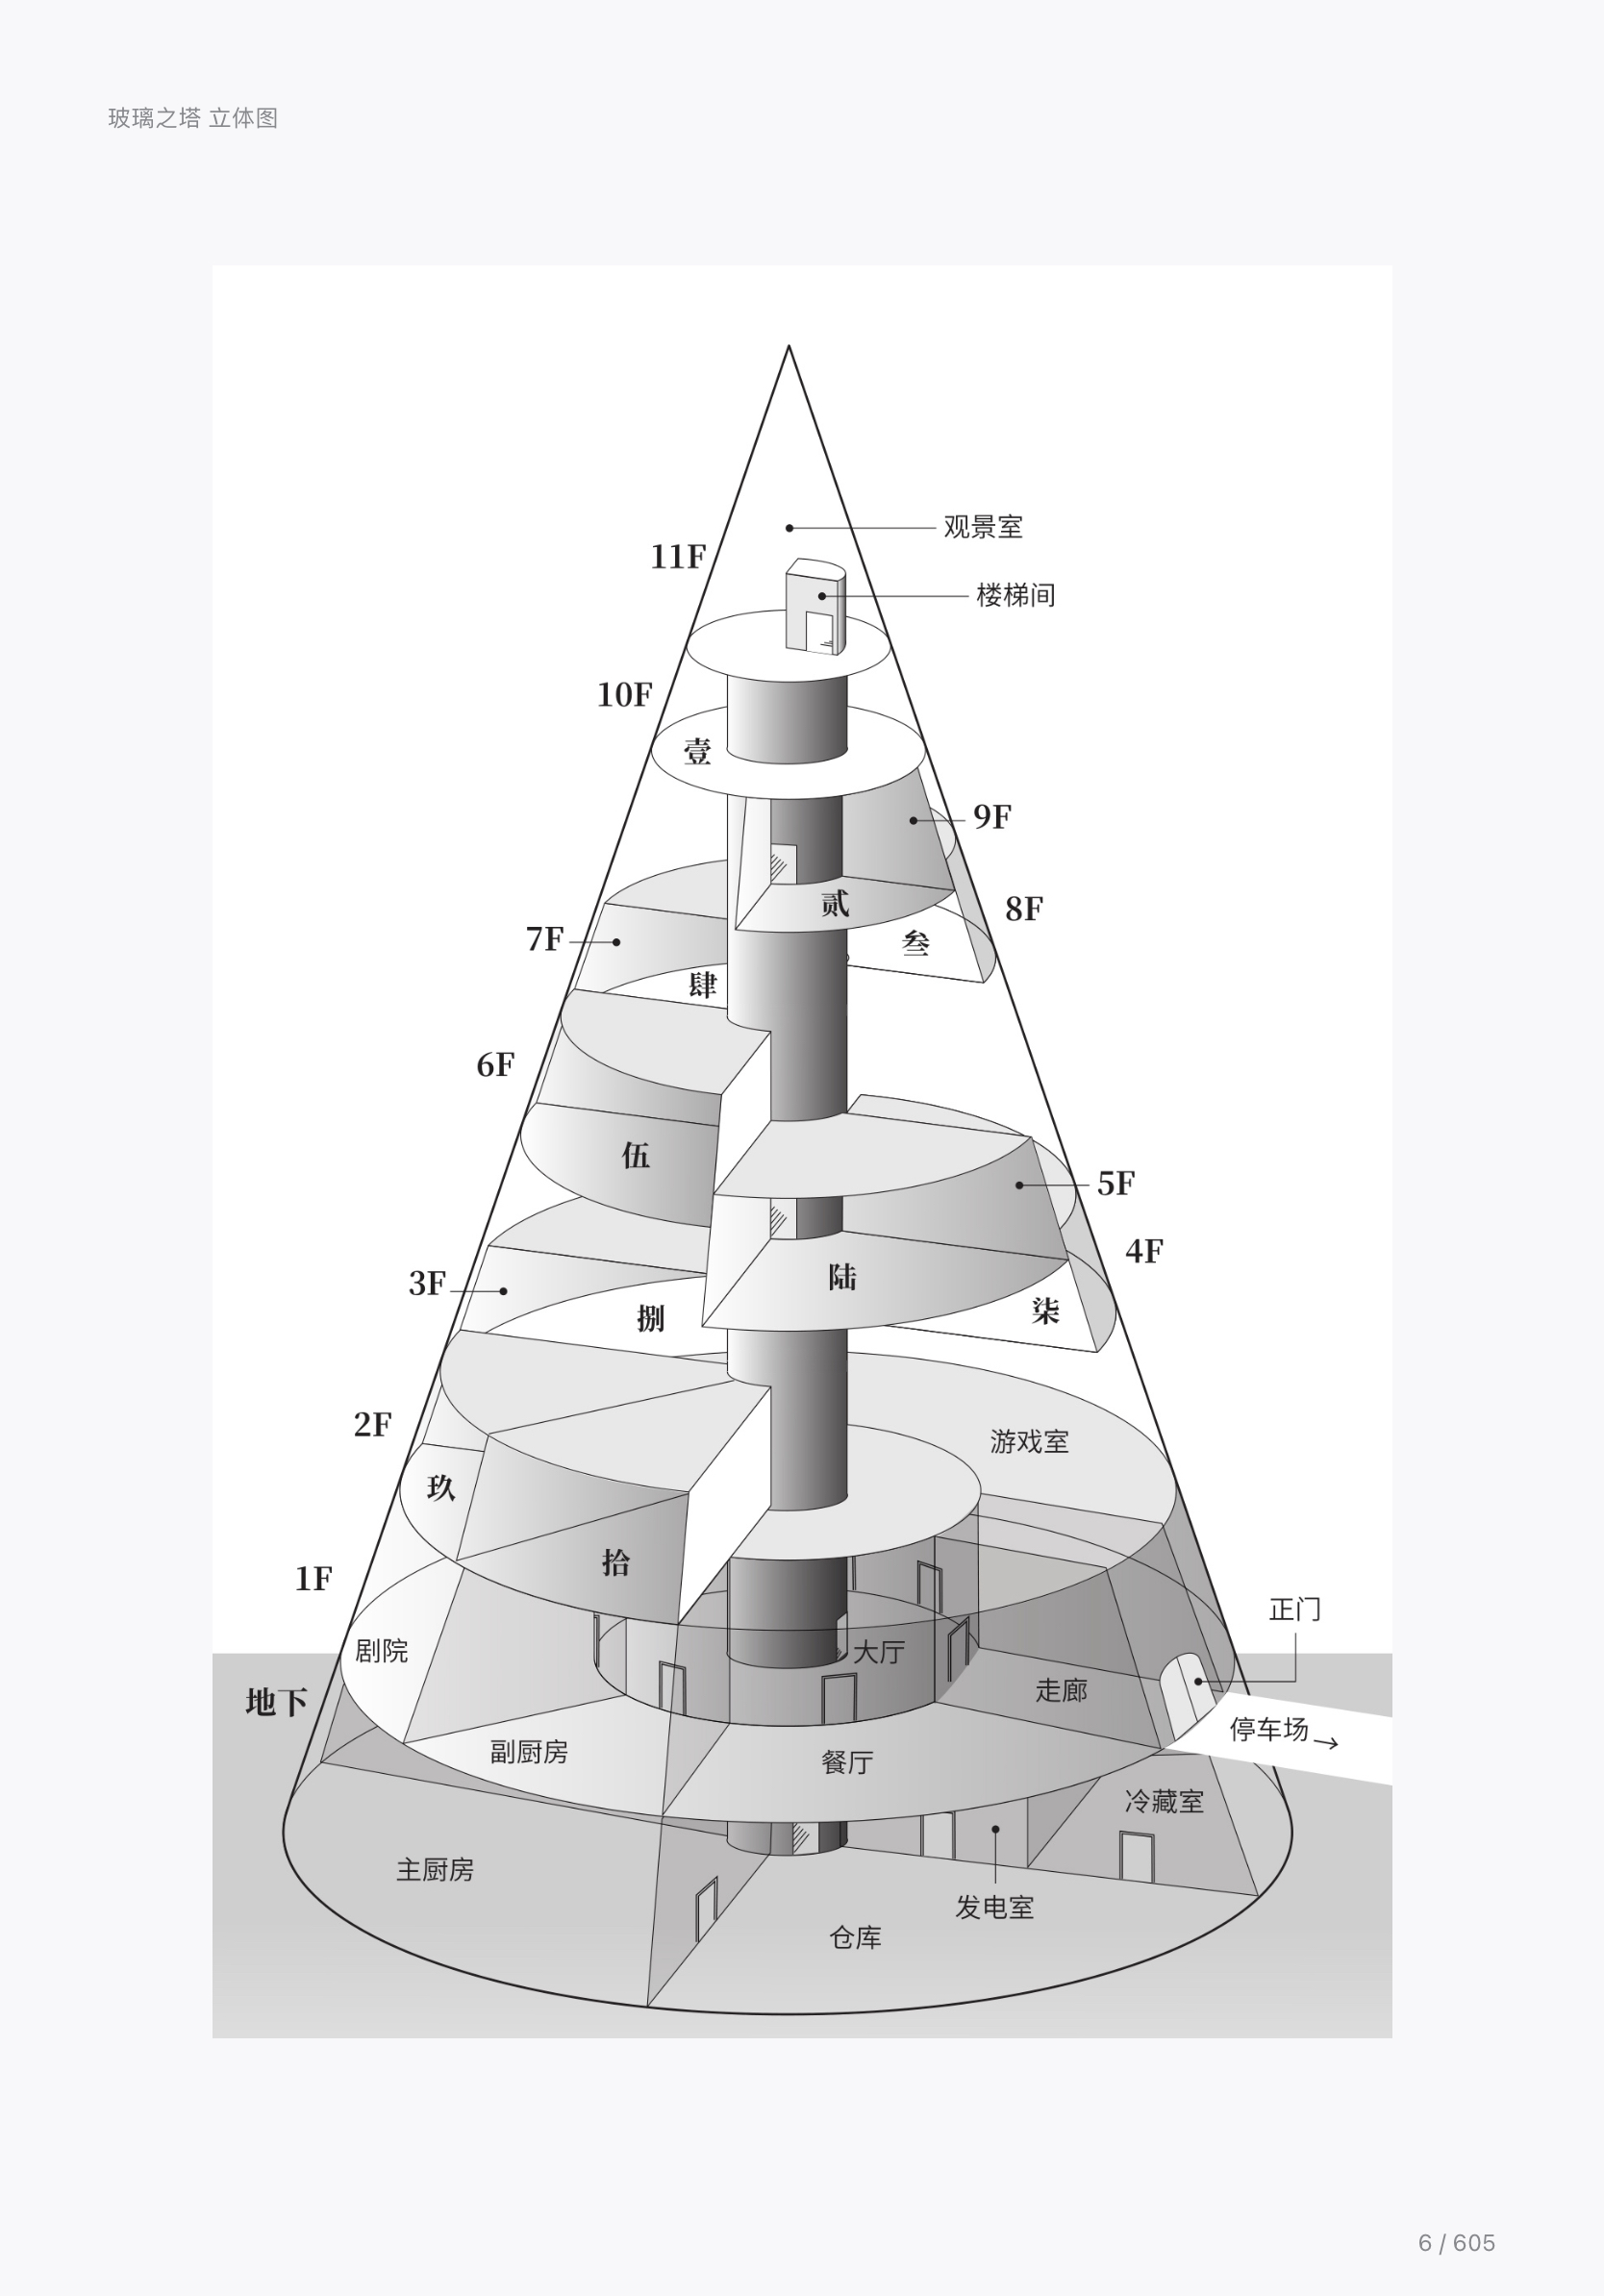 玻璃之塔 立体图
观景室
11F
楼梯间
10F
壹
9F
贰
8F
叁
7F
肆
6F
伍
5F
4F
陆
3F
柒
捌
2F
游戏室
玖
拾
1F
正门
剧院
大厅
走廊
地下
停车场
副厨房
餐厅
冷藏室
主厨房
发电室
仓库
6 / 605